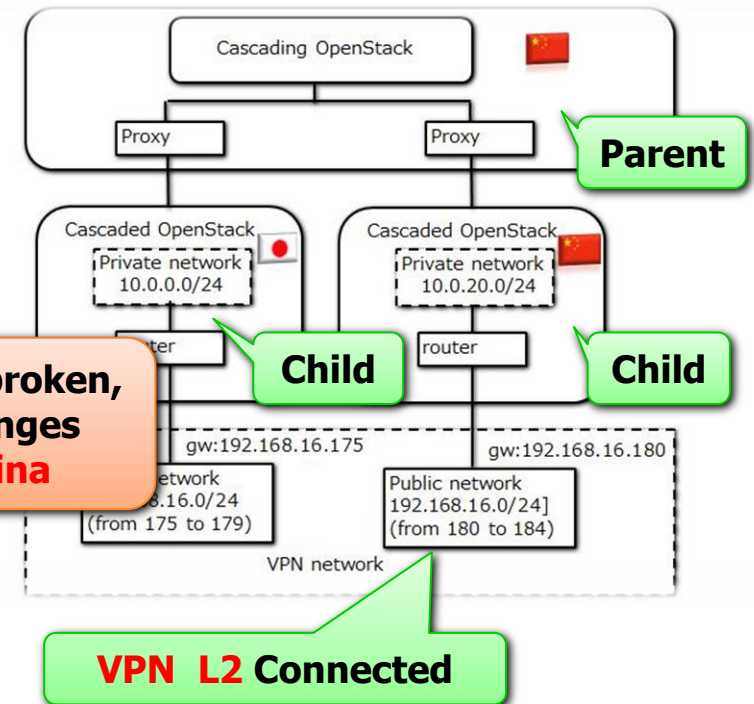 Cascading OpenStack
Proxy
Proxy
Parent
Cascaded OpenStack
Private network
10.0.0.0/24
Cascaded OpenStack
Private network
10.0.20.0/24
router
Child
Child
broken,
gw:192.168.16.175
gw:192.168.16.180
(from 175 to 179)
Public network
192.168.16.0/24]
(from 180 to 184)
VPN network
VPN L2 Connected